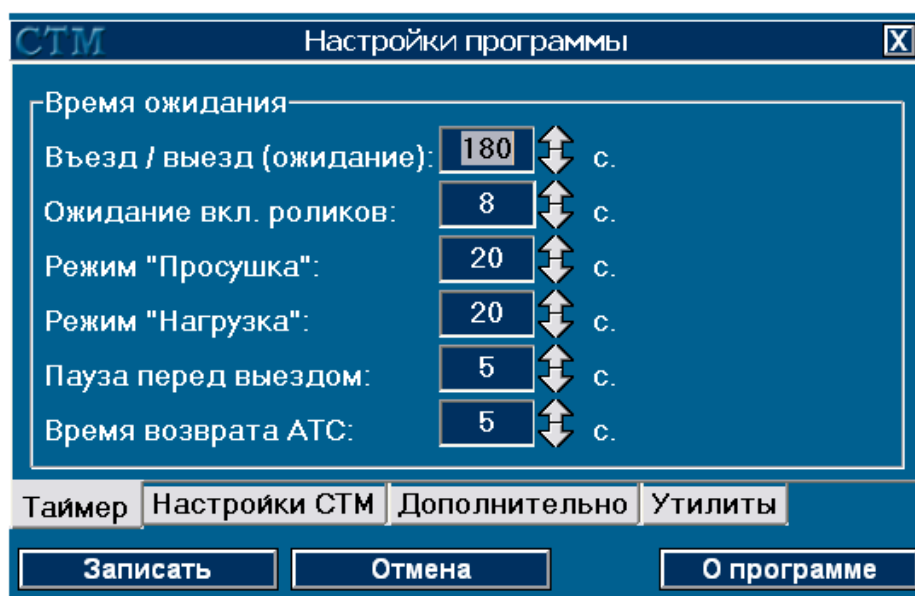 СТМ Настройки программы X
Время ожидания
Въезд / выезд (ожидание): 180 с.
Ожидание вкл. роликов: 8 с.
Режим "Просушка": 20 с.
Режим "Нагрузка": 20 с.
Пауза перед выездом: 5 с.
Время возврата АТС: 5 с.
Таймер Настройки СТМ Дополнительно Утилиты
Записать Отмена О программе